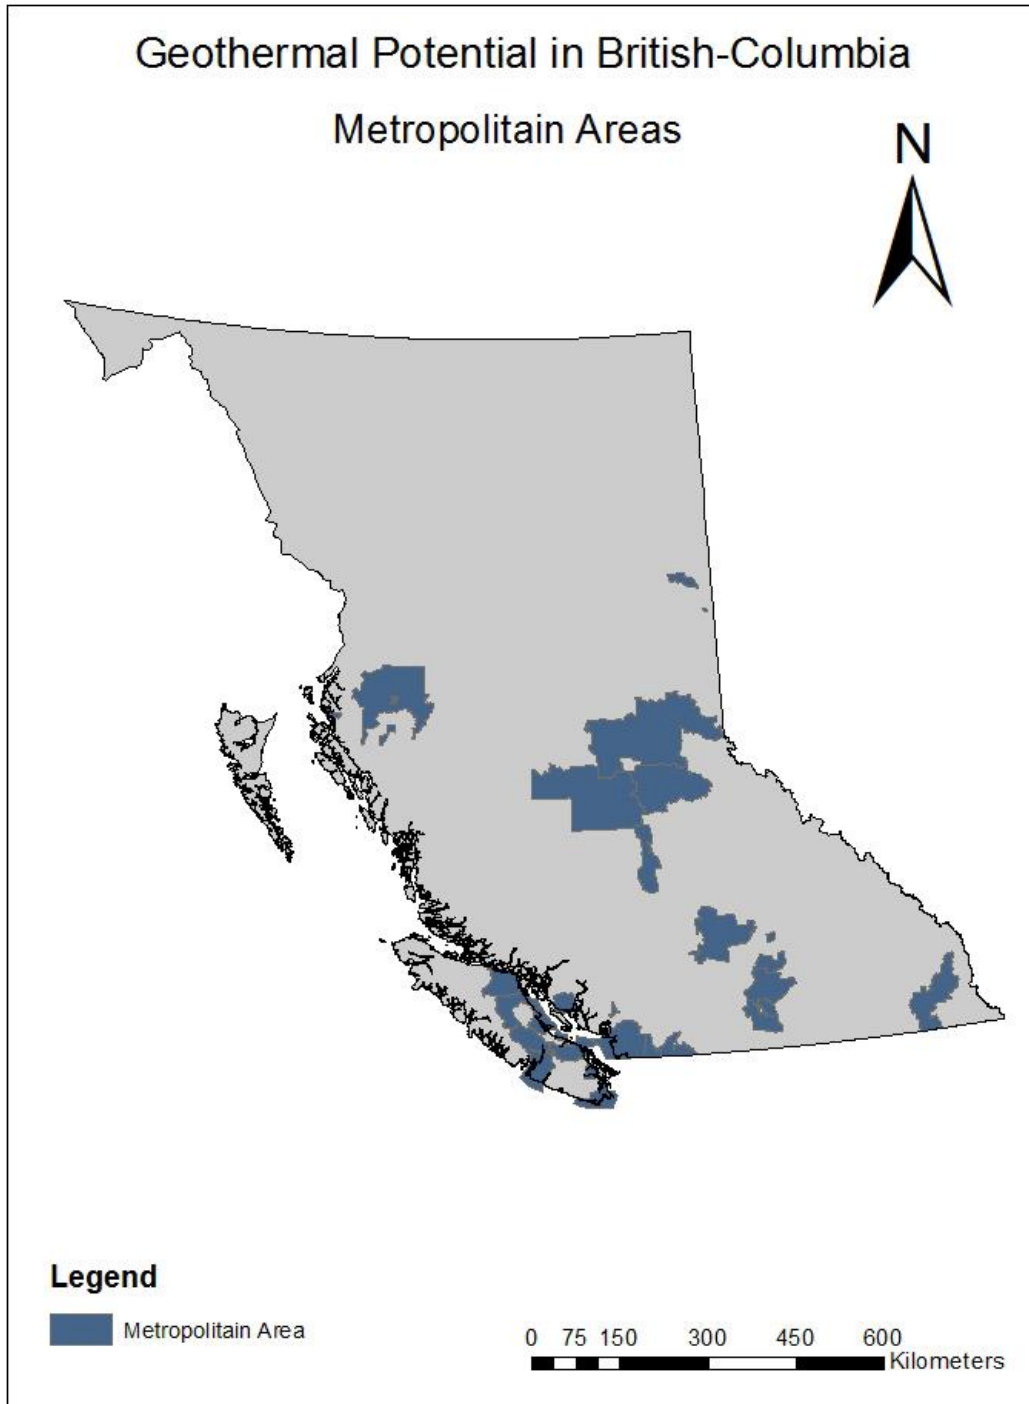 Geothermal Potential in British-Columbia
Metropolitain Areas
N
Legend
Metropolitain Area
0 75 150 300 450 600
Kilometers